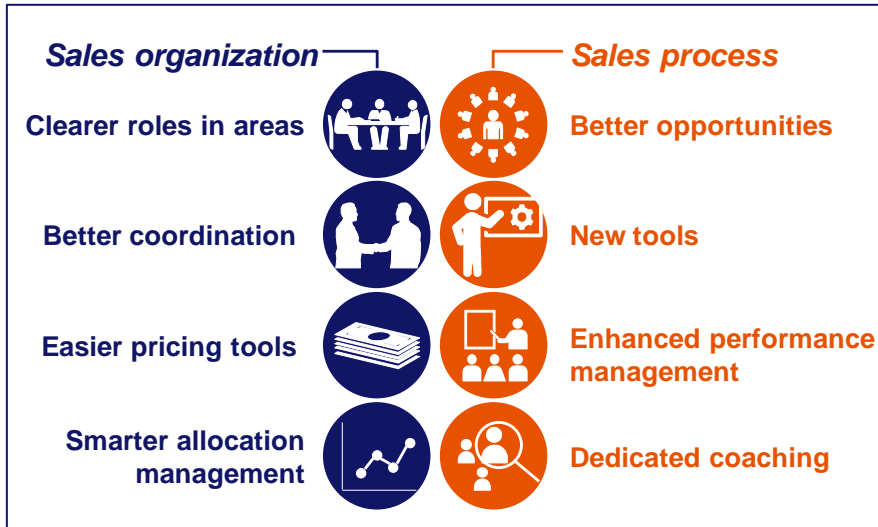 Sales organization
Clearer roles in areas
Better coordination
Easier pricing tools
Smarter allocation
management
Sales process
Better opportunities
New tools
Enhanced performance
management
Dedicated coaching